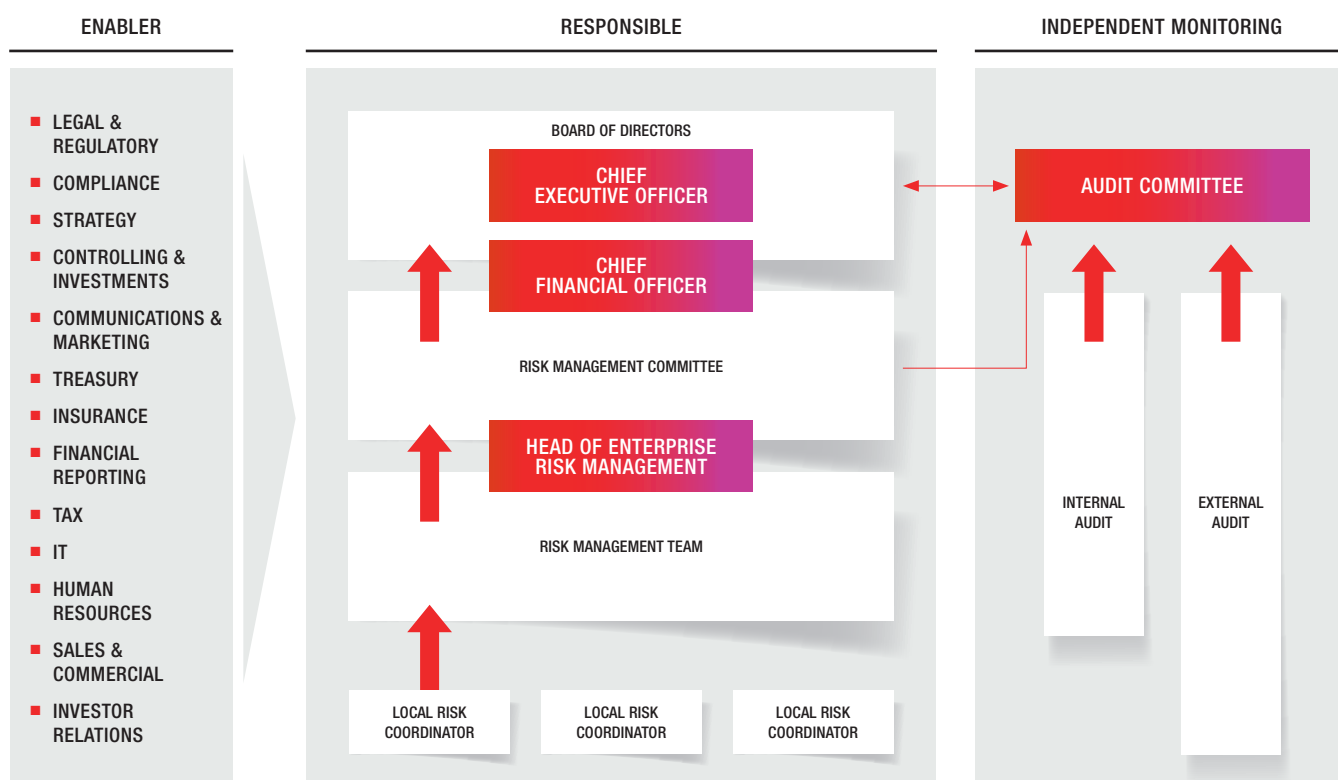 ENABLER
LEGAL &
REGULATORY
COMPLIANCE
STRATEGY
CONTROLLING &
INVESTMENTS
COMMUNICATIONS &
MARKETING
TREASURY
INSURANCE
FINANCIAL
REPORTING
TAX
IT
HUMAN
RESOURCES
SALES &
COMMERCIAL
INVESTOR
RELATIONS
RESPONSIBLE
BOARD OF DIRECTORS
CHIEF
EXECUTIVE OFFICER
CHIEF
FINANCIAL OFFICER
RISK MANAGEMENT COMMITTEE
HEAD OF ENTERPRISE
RISK MANAGEMENT
RISK MANAGEMENT TEAM
LOCAL RISK
COORDINATOR
LOCAL RISK
COORDINATOR
LOCAL RISK
COORDINATOR
INDEPENDENT MONITORING
AUDIT COMMITTEE
INTERNAL
AUDIT
EXTERNAL
AUDIT